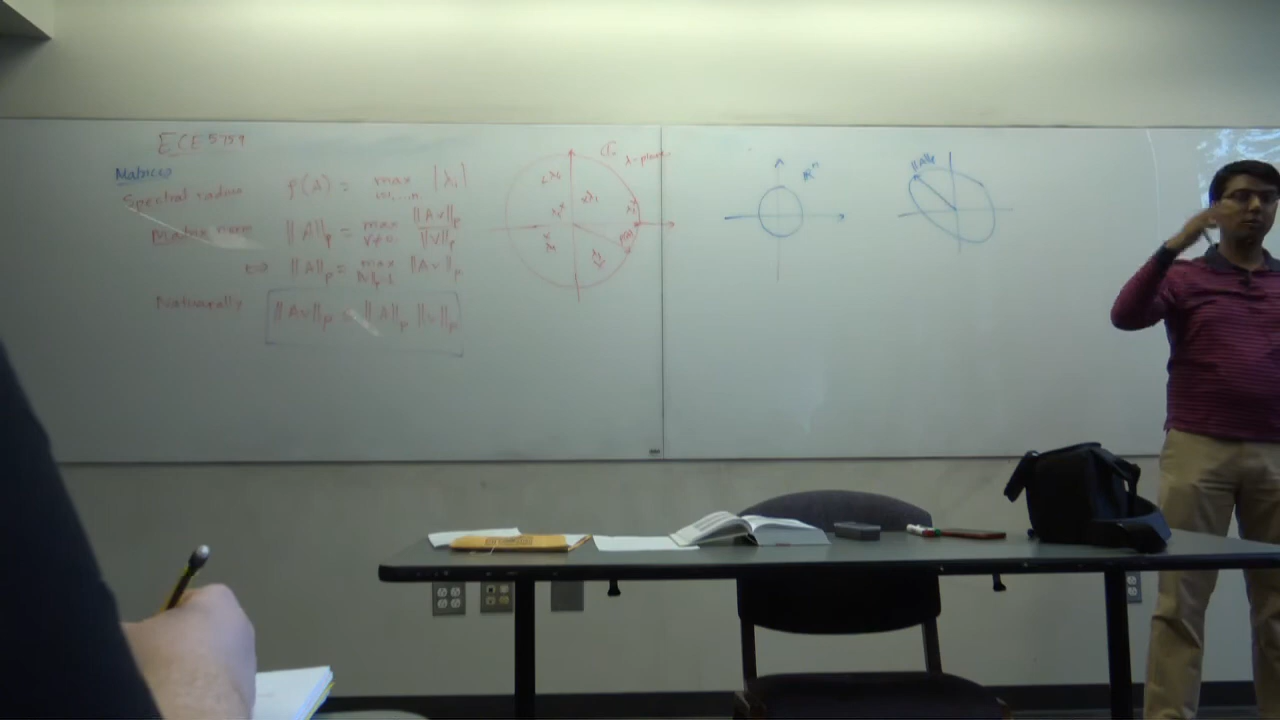 ECE 5759
Matrices
Spectral radius ρ(A) = max i=1,...,n |λi|
Matrix norm ‖A‖p = max v≠0 ‖Av‖p / ‖v‖p
⇔ ‖A‖p = max ‖v‖p=1 ‖Av‖p
Naturally ‖Av‖p ≤ ‖A‖p ‖v‖p
ℂ
λ-plane
λ1
ρ(A)
ℝⁿ